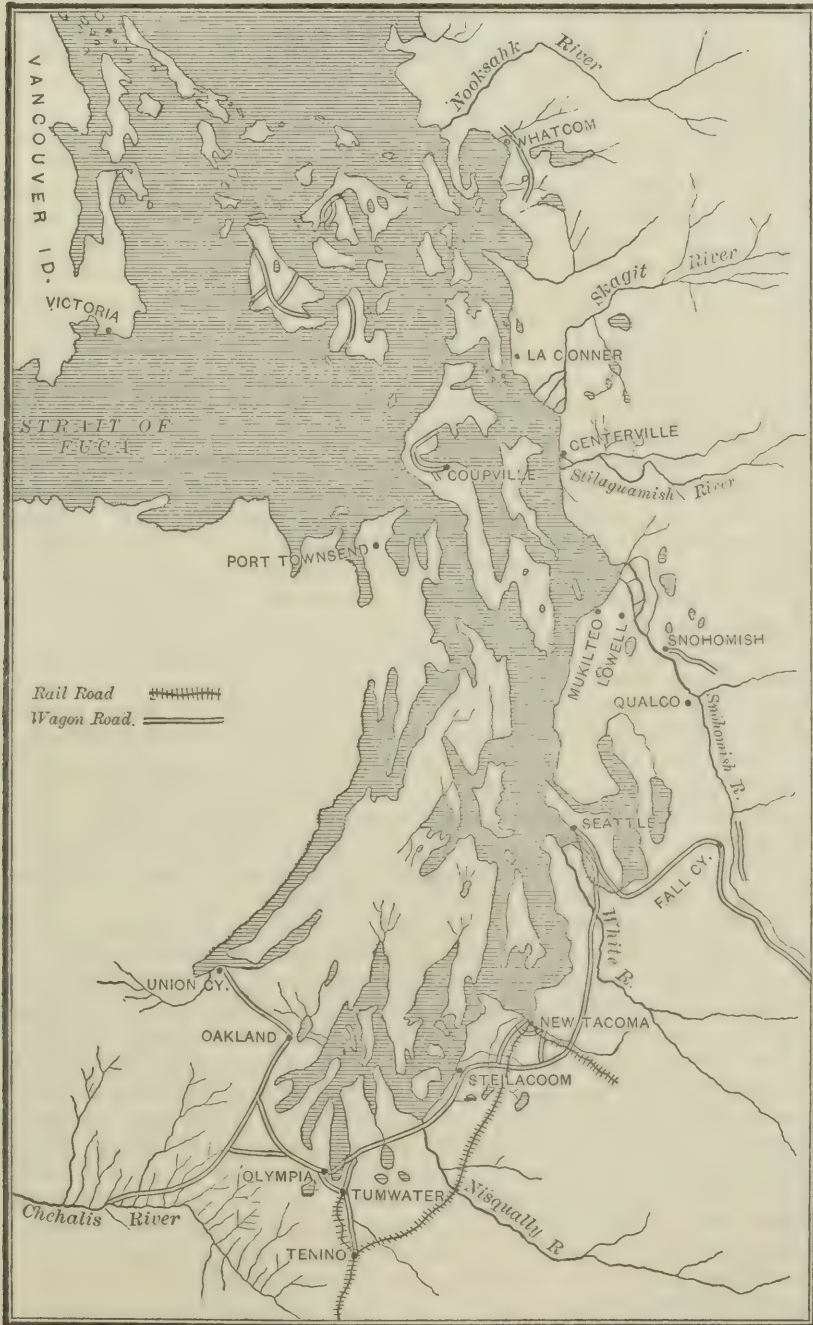 Nooksahk River
WHATCOM
VANCOUVER ID.
Skagit River
VICTORIA
LA CONNER
STRAIT OF
FUCA
CENTERVILLE
COUPVILLE
Stilaguamish River
PORT TOWNSEND
MUKILTEO
LOWELL
SNOHOMISH
Rail Road
Wagon Road.
QUALCO
Snohomish R.
SEATTLE
FALL CY.
White R.
UNION CY.
OAKLAND
NEW TACOMA
STEILACOOM
OLYMPIA
TUMWATER
Chehalis River
Nisqually R
TENINO